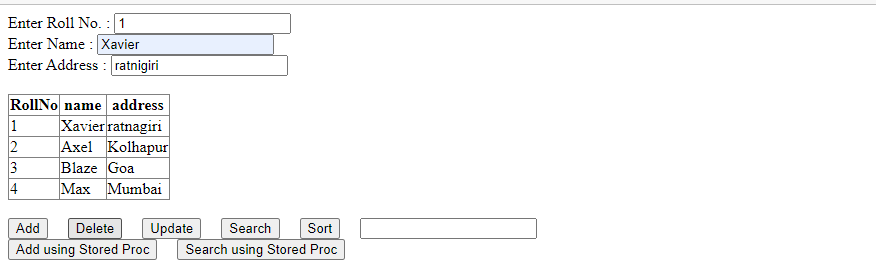 Enter Roll No. : 1
Enter Name : Xavier
Enter Address : ratnigiri
RollNo name address
1 Xavier ratnagiri
2 Axel Kolhapur
3 Blaze Goa
4 Max Mumbai
Add Delete Update Search Sort
Add using Stored Proc Search using Stored Proc